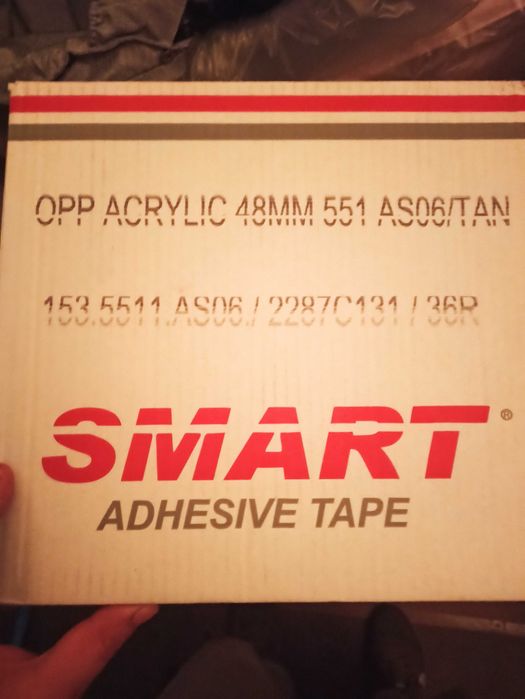 OPP ACRYLIC 48MM 551 AS06/TAN
153.5511.AS06./ 2287C131 / 36R
SMART®
ADHESIVE TAPE